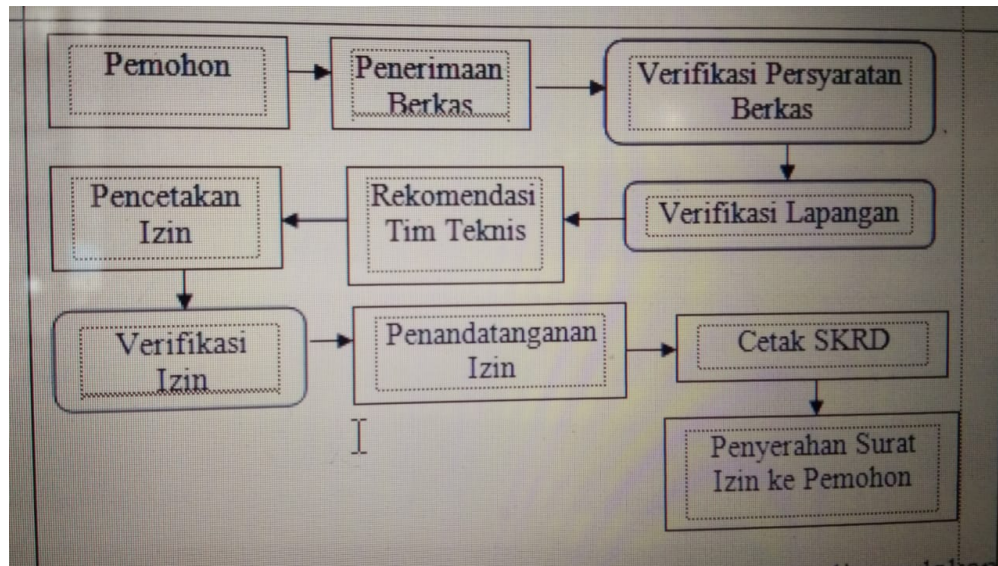 Pemohon
Penerimaan
Berkas
Verifikasi Persyaratan
Berkas
Verifikasi Lapangan
Rekomendasi
Tim Teknis
Pencetakan
Izin
Verifikasi
Izin
Penandatanganan
Izin
Cetak SKRD
Penyerahan Surat
Izin ke Pemohon